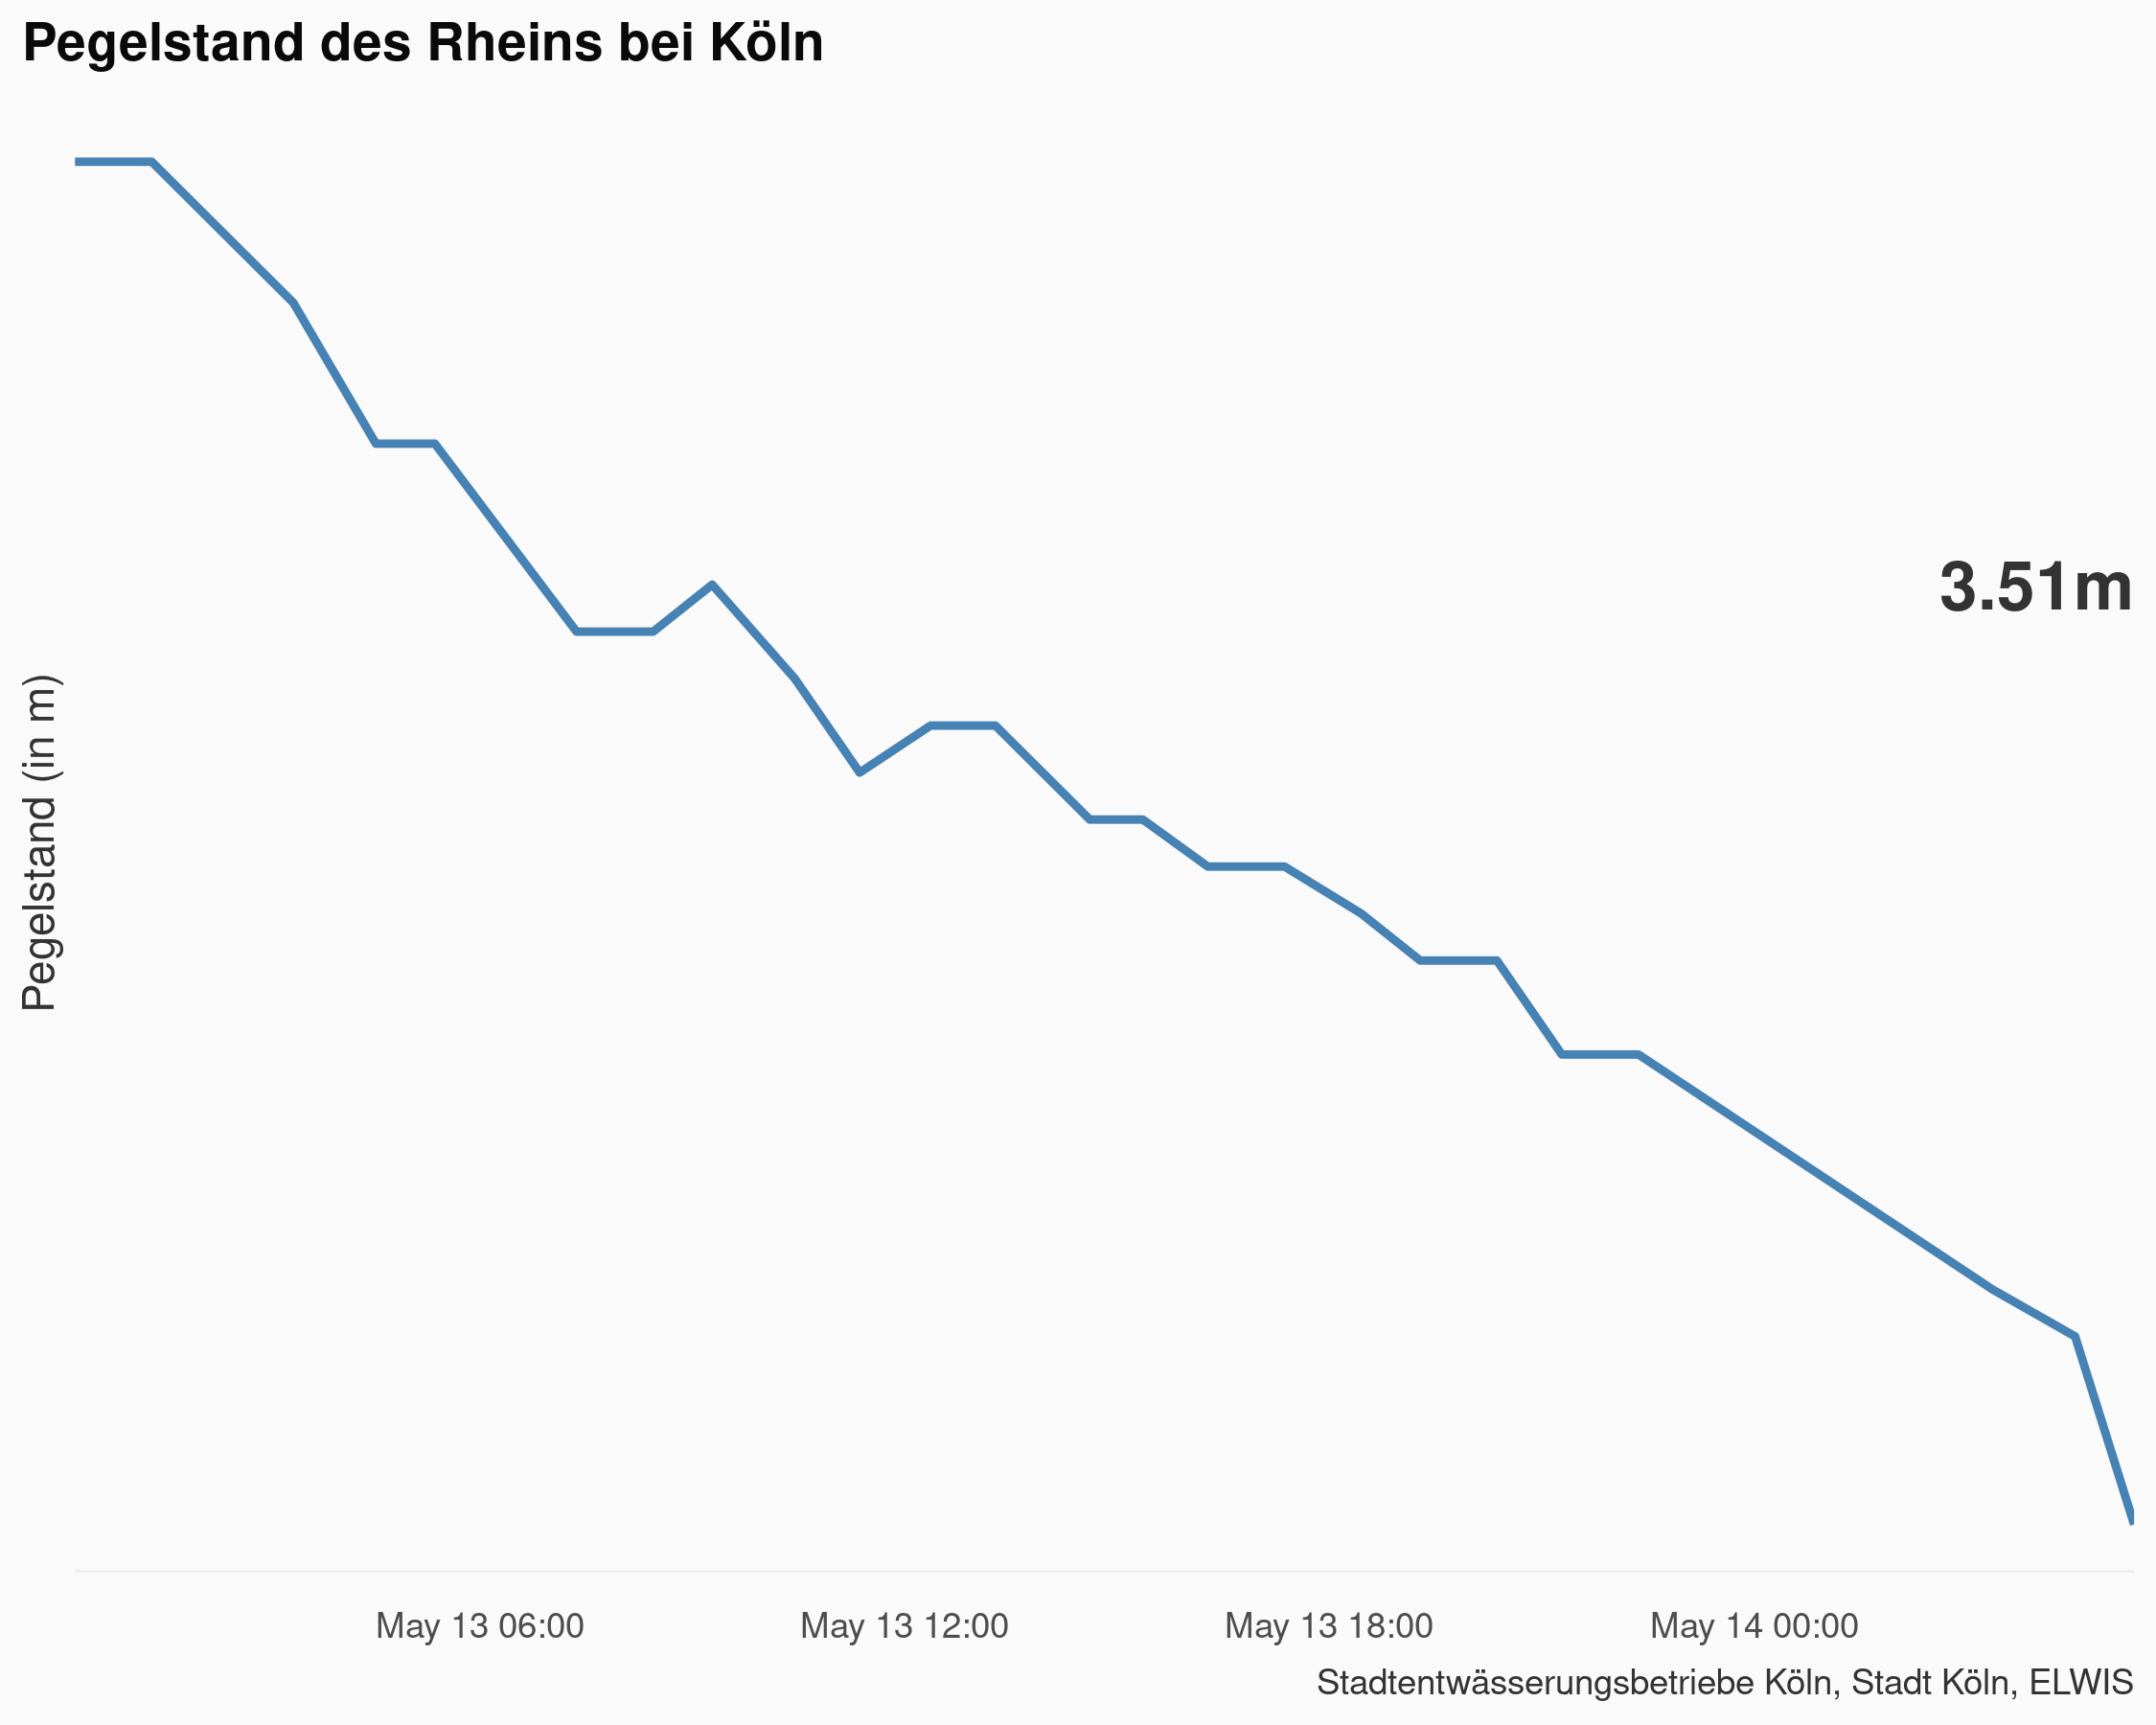 Pegelstand des Rheins bei Köln
3.51m
Pegelstand (in m)
May 13 06:00
May 13 12:00
May 13 18:00
May 14 00:00
Stadtentwässerungsbetriebe Köln, Stadt Köln, ELWIS